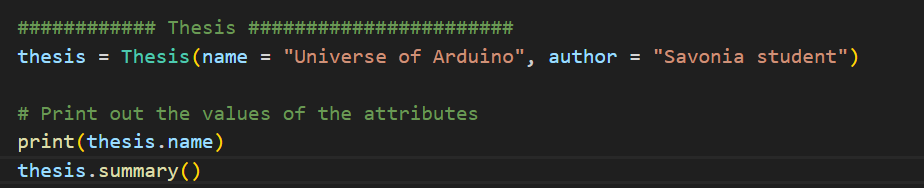 ############ Thesis #######################
thesis = Thesis(name = "Universe of Arduino", author = "Savonia student")
# Print out the values of the attributes
print(thesis.name)
thesis.summary()